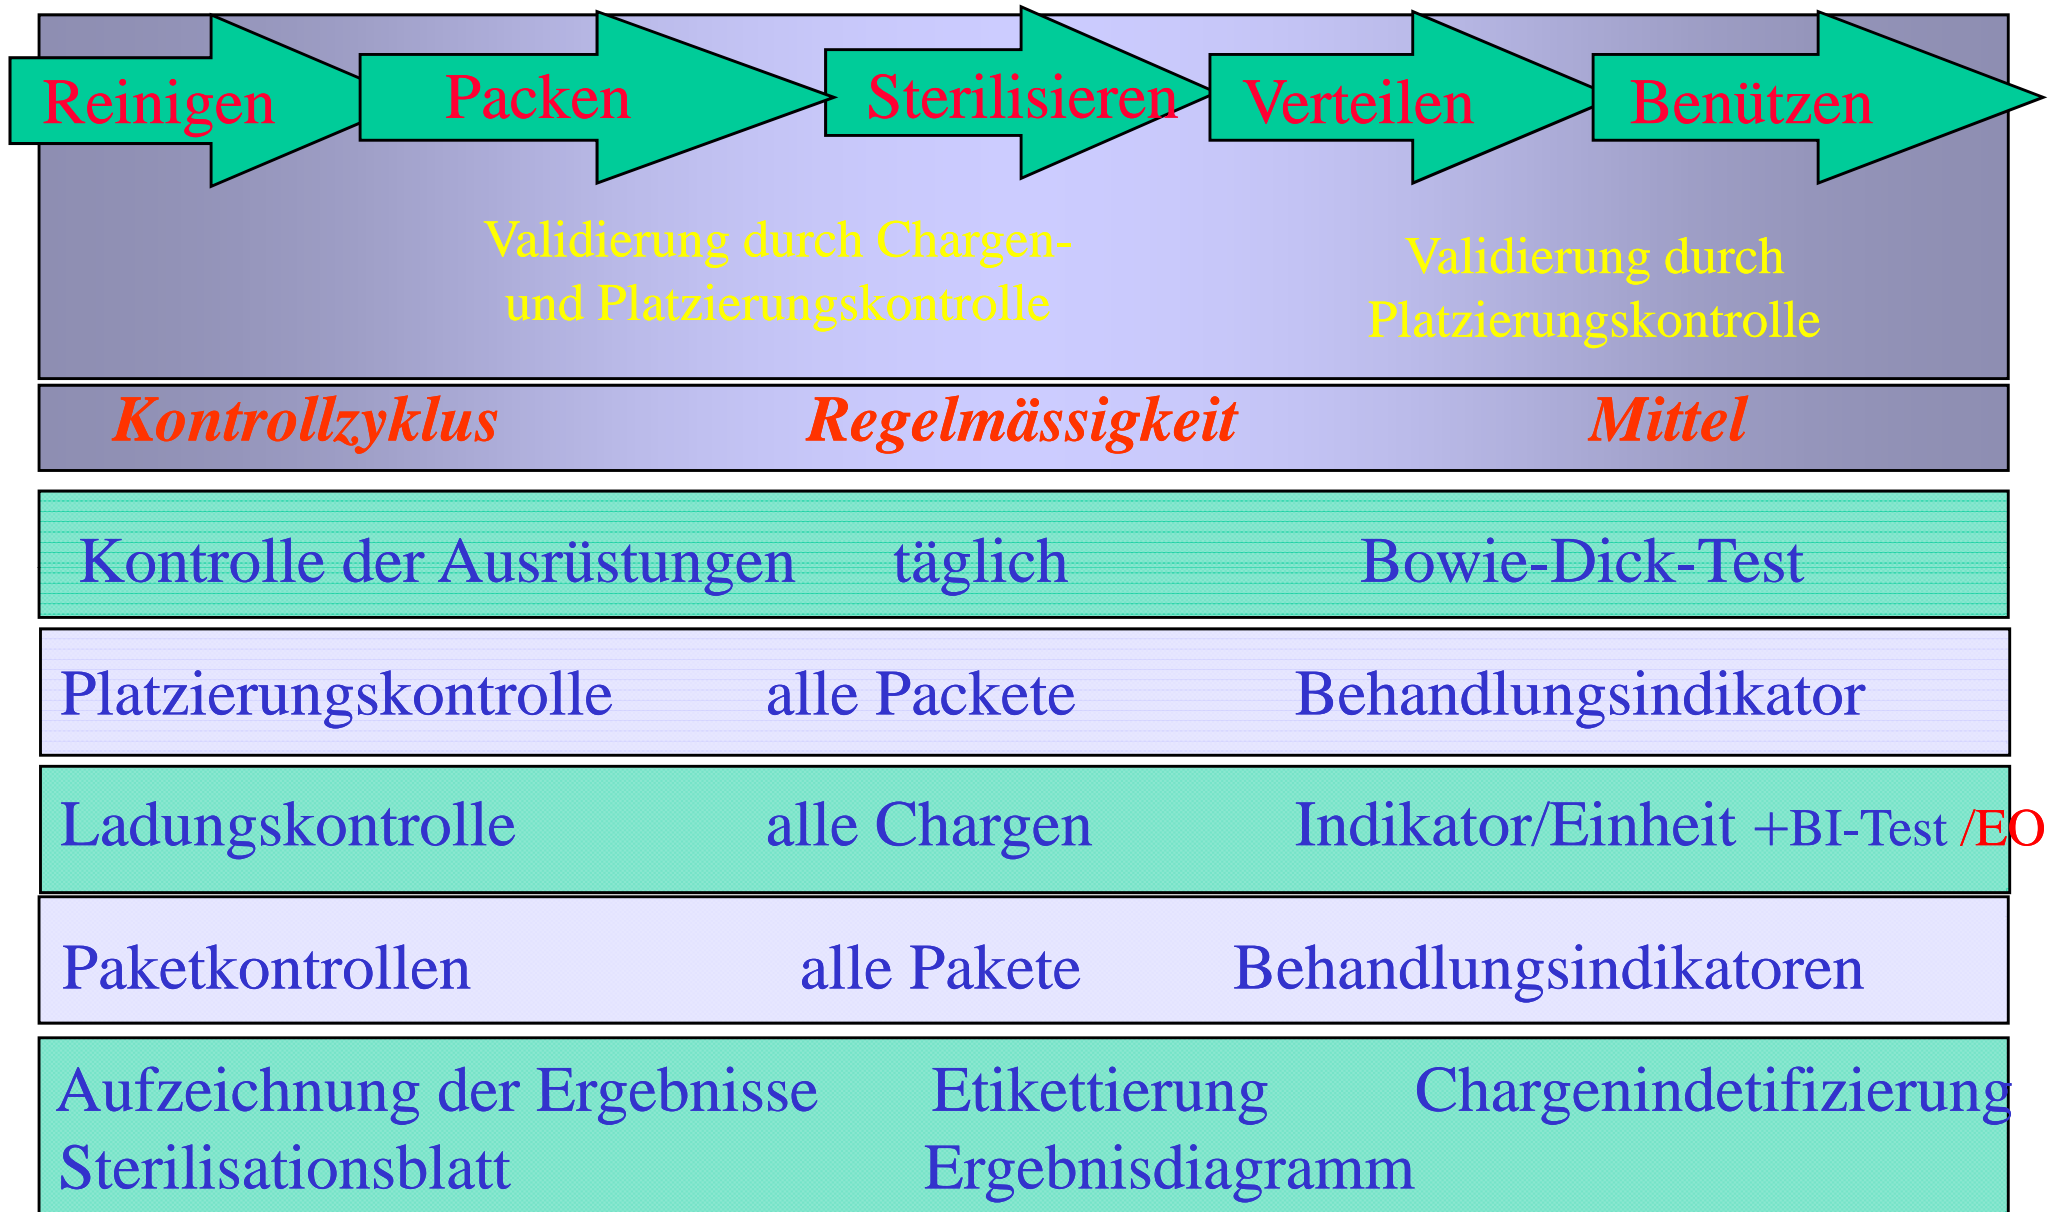 Reinigen Packen Sterilisieren Verteilen Benützen
Validierung durch Chargen-
und Platzierungskontrolle
Validierung durch
Platzierungskontrolle
Kontrollzyklus Regelmässigkeit Mittel
Kontrolle der Ausrüstungen täglich Bowie-Dick-Test
Platzierungskontrolle alle Packete Behandlungsindikator
Ladungskontrolle alle Chargen Indikator/Einheit +BI-Test /EO
Paketkontrollen alle Pakete Behandlungsindikatoren
Aufzeichnung der Ergebnisse Etikettierung Chargenindetifizierung
Sterilisationsblatt Ergebnisdiagramm